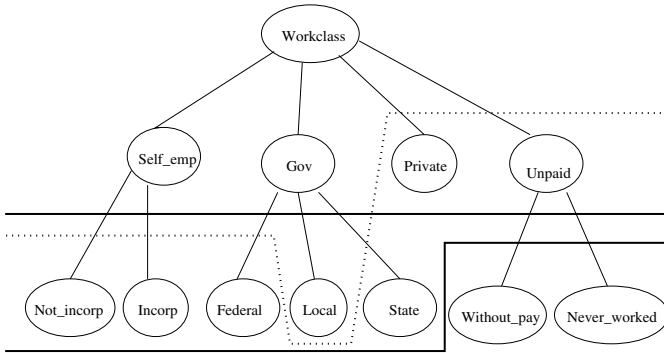 Workclass
Self_emp
Gov
Private
Unpaid
Not_incorp
Incorp
Federal
Local
State
Without_pay
Never_worked